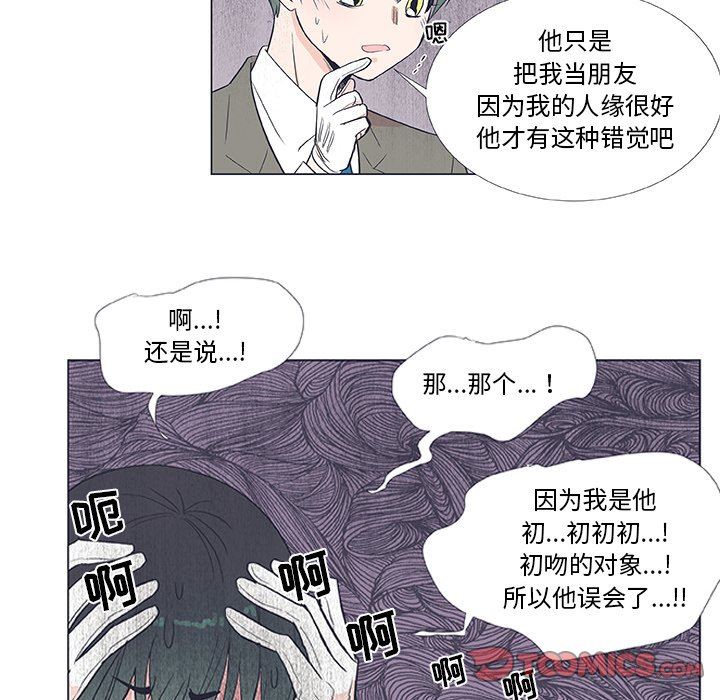 嗯
他只是
把我当朋友
因为我的人缘很好
他才有这种错觉吧
啊...!
还是说...!
那...那个...！
因为我是他
初...初初初...!
初吻的对象...!
所以他误会了...!!
呃
啊
啊
啊
啊
啊
TOOMICS.COM